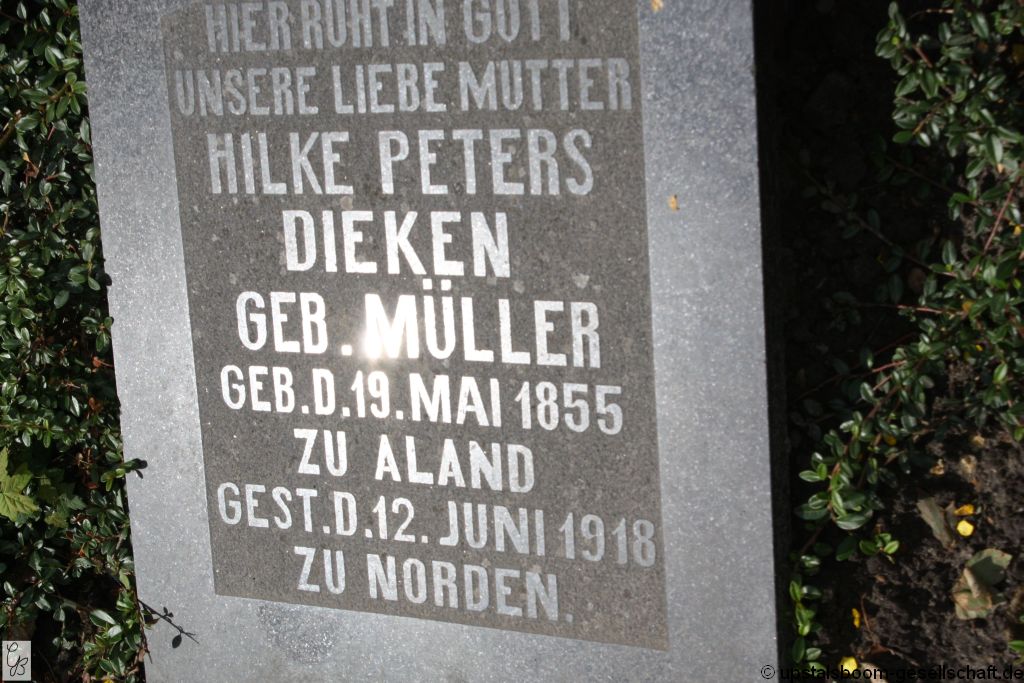 HIER RUHT IN GOTT
UNSERE LIEBE MUTTER
HILKE PETERS
DIEKEN
GEB. MÜLLER
GEB. D. 19. MAI 1855
ZU ALAND
GEST. D. 12. JUNI 1918
ZU NORDEN.
GB
© upstalsboom-gesellschaft.de